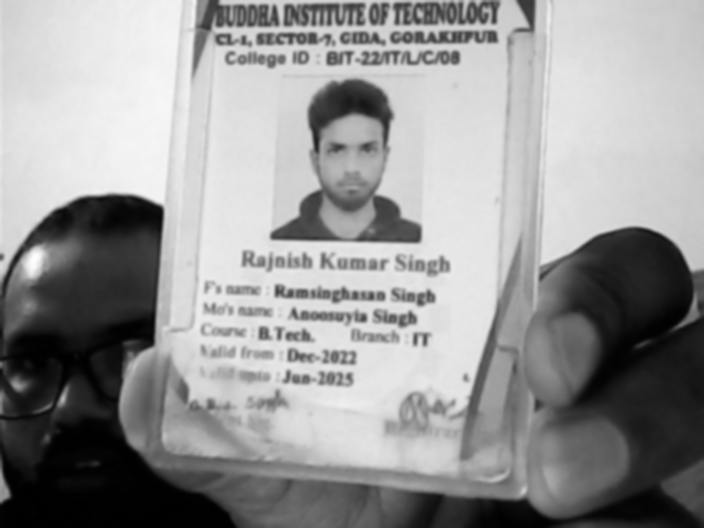 BUDDHA INSTITUTE OF TECHNOLOGY
CL-1, SECTOR-7, GIDA, GORAKHPUR
College ID : BIT-22/IT/L/C/08
Rajnish Kumar Singh
F's name : Ramsinghasan Singh
Mo's name : Anoosuyia Singh
Course : B.Tech. Branch : IT
Valid from : Dec-2022
Valid upto : Jun-2025